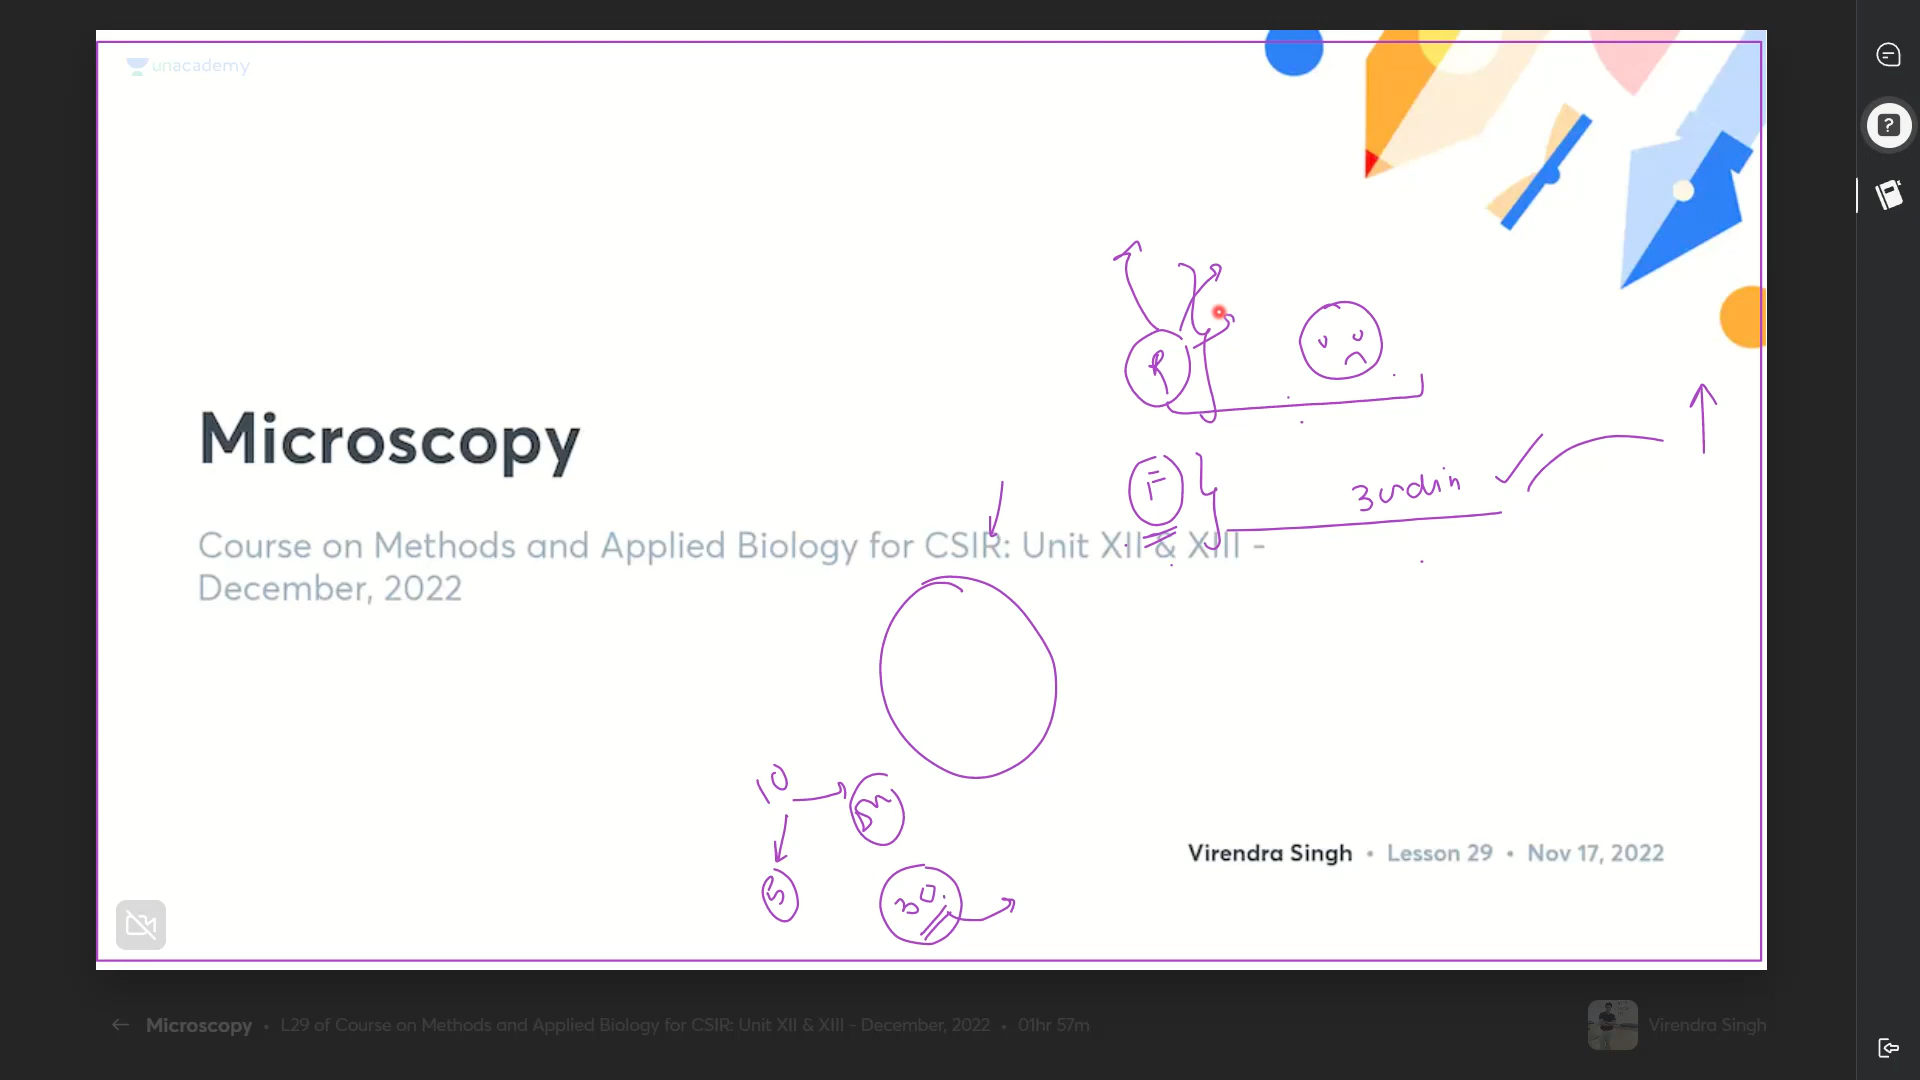 unacademy
R
F
3 urdin
Microscopy
Course on Methods and Applied Biology for CSIR: Unit XII & XIII -
December, 2022
10
5
30
Virendra Singh • Lesson 29 • Nov 17, 2022
← Microscopy • L29 of Course on Methods and Applied Biology for CSIR: Unit XII & XIII - December, 2022 • 01hr 57m
Virendra Singh